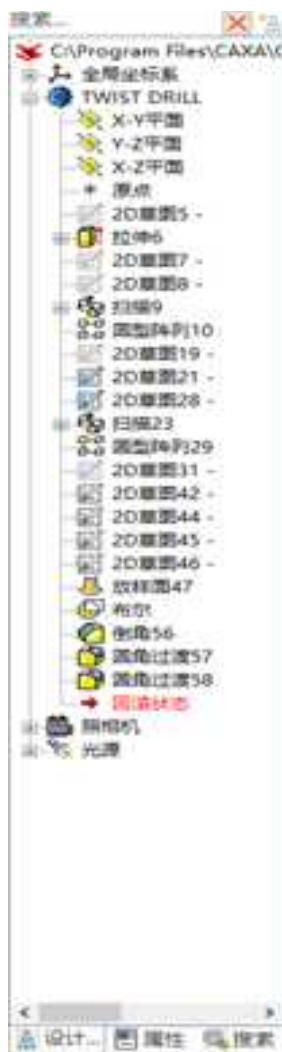 搜索...
C:\Program Files\CAXA\C
全局坐标系
TWIST DRILL
X-Y平面
Y-Z平面
X-Z平面
原点
2D草图5 -
拉伸6
2D草图7 -
2D草图8 -
扫描9
圆型阵列10
2D草图19 -
2D草图21 -
2D草图28 -
扫描23
圆型阵列29
2D草图31 -
2D草图42 -
2D草图44 -
2D草图45 -
2D草图46 -
放样面47
布尔
倒角56
圆角过渡57
圆角过渡58
回滚状态
照相机
光源
设计... 属性 搜索